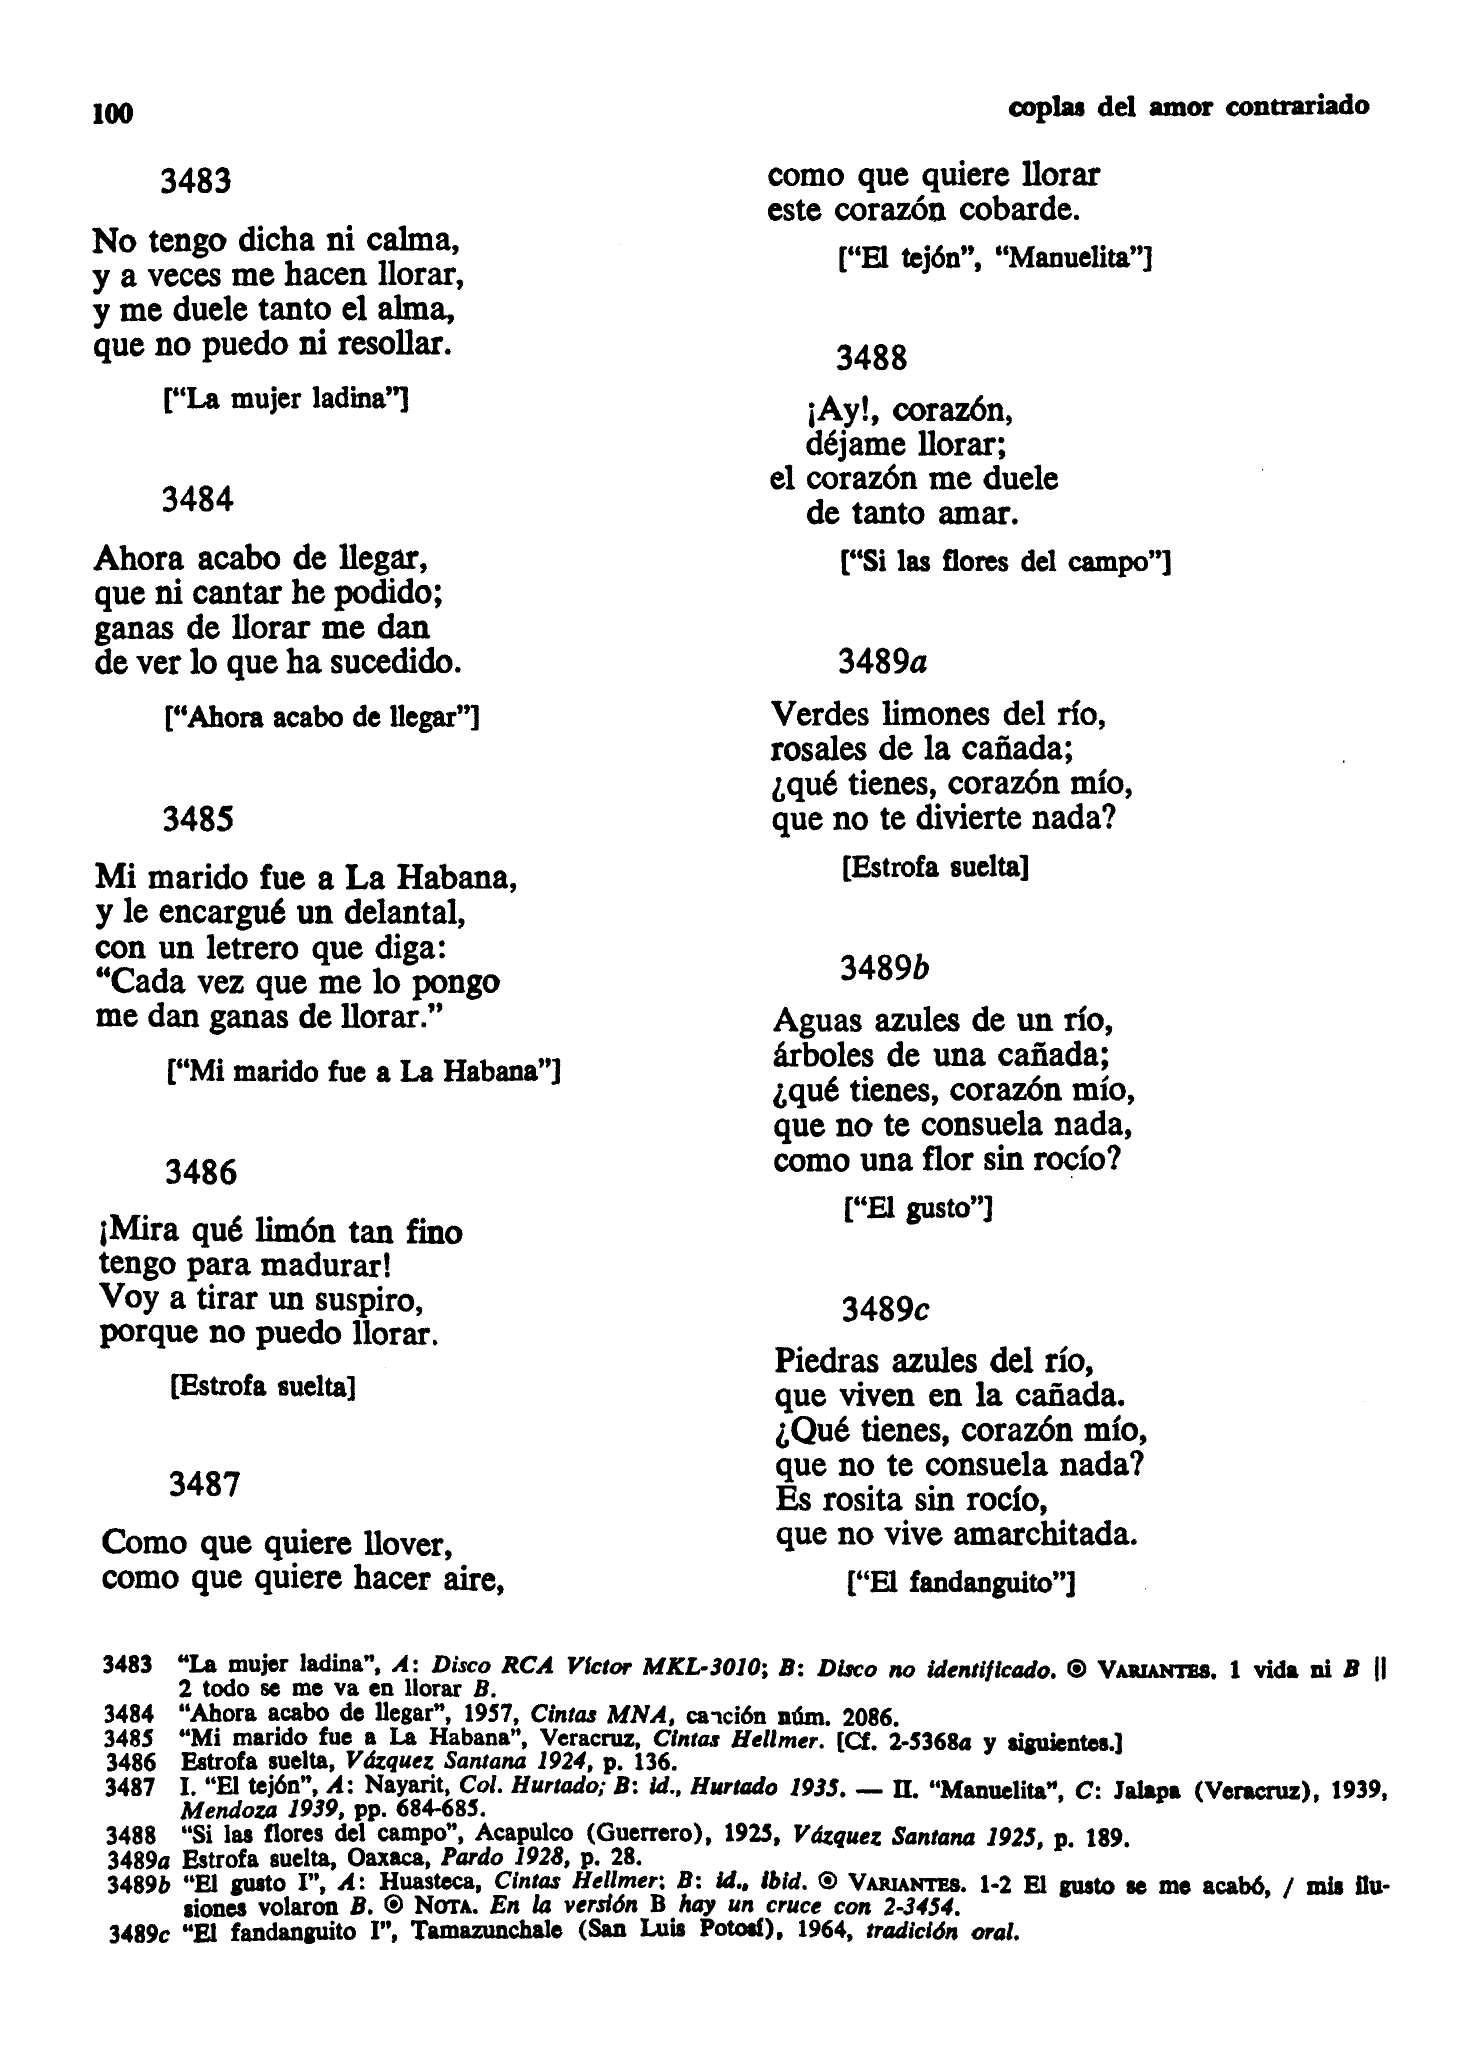 100
coplas del amor contrariado
3483
No tengo dicha ni calma,
y a veces me hacen llorar,
y me duele tanto el alma,
que no puedo ni resollar.
[“La mujer ladina”]
3484
Ahora acabo de llegar,
que ni cantar he podido;
ganas de llorar me dan
de ver lo que ha sucedido.
[“Ahora acabo de llegar”]
3485
Mi marido fue a La Habana,
y le encargué un delantal,
con un letrero que diga:
“Cada vez que me lo pongo
me dan ganas de llorar.”
[“Mi marido fue a La Habana”]
3486
¡Mira qué limón tan fino
tengo para madurar!
Voy a tirar un suspiro,
porque no puedo llorar.
[Estrofa suelta]
3487
Como que quiere llover,
como que quiere hacer aire,
como que quiere llorar
este corazón cobarde.
[“El tejón”, “Manuelita”]
3488
¡Ay!, corazón,
déjame llorar;
el corazón me duele
de tanto amar.
[“Si las flores del campo”]
3489a
Verdes limones del río,
rosales de la cañada;
¿qué tienes, corazón mío,
que no te divierte nada?
[Estrofa suelta]
3489b
Aguas azules de un río,
árboles de una cañada;
¿qué tienes, corazón mío,
que no te consuela nada,
como una flor sin rocío?
[“El gusto”]
3489c
Piedras azules del río,
que viven en la cañada.
¿Qué tienes, corazón mío,
que no te consuela nada?
Es rosita sin rocío,
que no vive amarchitada.
[“El fandanguito”]
3483 “La mujer ladina”, A: Disco RCA Víctor MKL-3010; B: Disco no identificado. ⊙ VARIANTES. 1 vida ni B ||
2 todo se me va en llorar B.
3484 “Ahora acabo de llegar”, 1957, Cintas MNA, canción núm. 2086.
3485 “Mi marido fue a La Habana”, Veracruz, Cintas Hellmer. [Cf. 2-5368a y siguientes.]
3486 Estrofa suelta, Vázquez Santana 1924, p. 136.
3487 I. “El tejón”, A: Nayarit, Col. Hurtado; B: id., Hurtado 1935. — II. “Manuelita”, C: Jalapa (Veracruz), 1939,
Mendoza 1939, pp. 684-685.
3488 “Si las flores del campo”, Acapulco (Guerrero), 1925, Vázquez Santana 1925, p. 189.
3489a Estrofa suelta, Oaxaca, Pardo 1928, p. 28.
3489b “El gusto I”, A: Huasteca, Cintas Hellmer; B: id., ibid. ⊙ VARIANTES. 1-2 El gusto se me acabó, / mis ilu-
siones volaron B. ⊙ NOTA. En la versión B hay un cruce con 2-3454.
3489c “El fandanguito I”, Tamazunchale (San Luis Potosí), 1964, tradición oral.